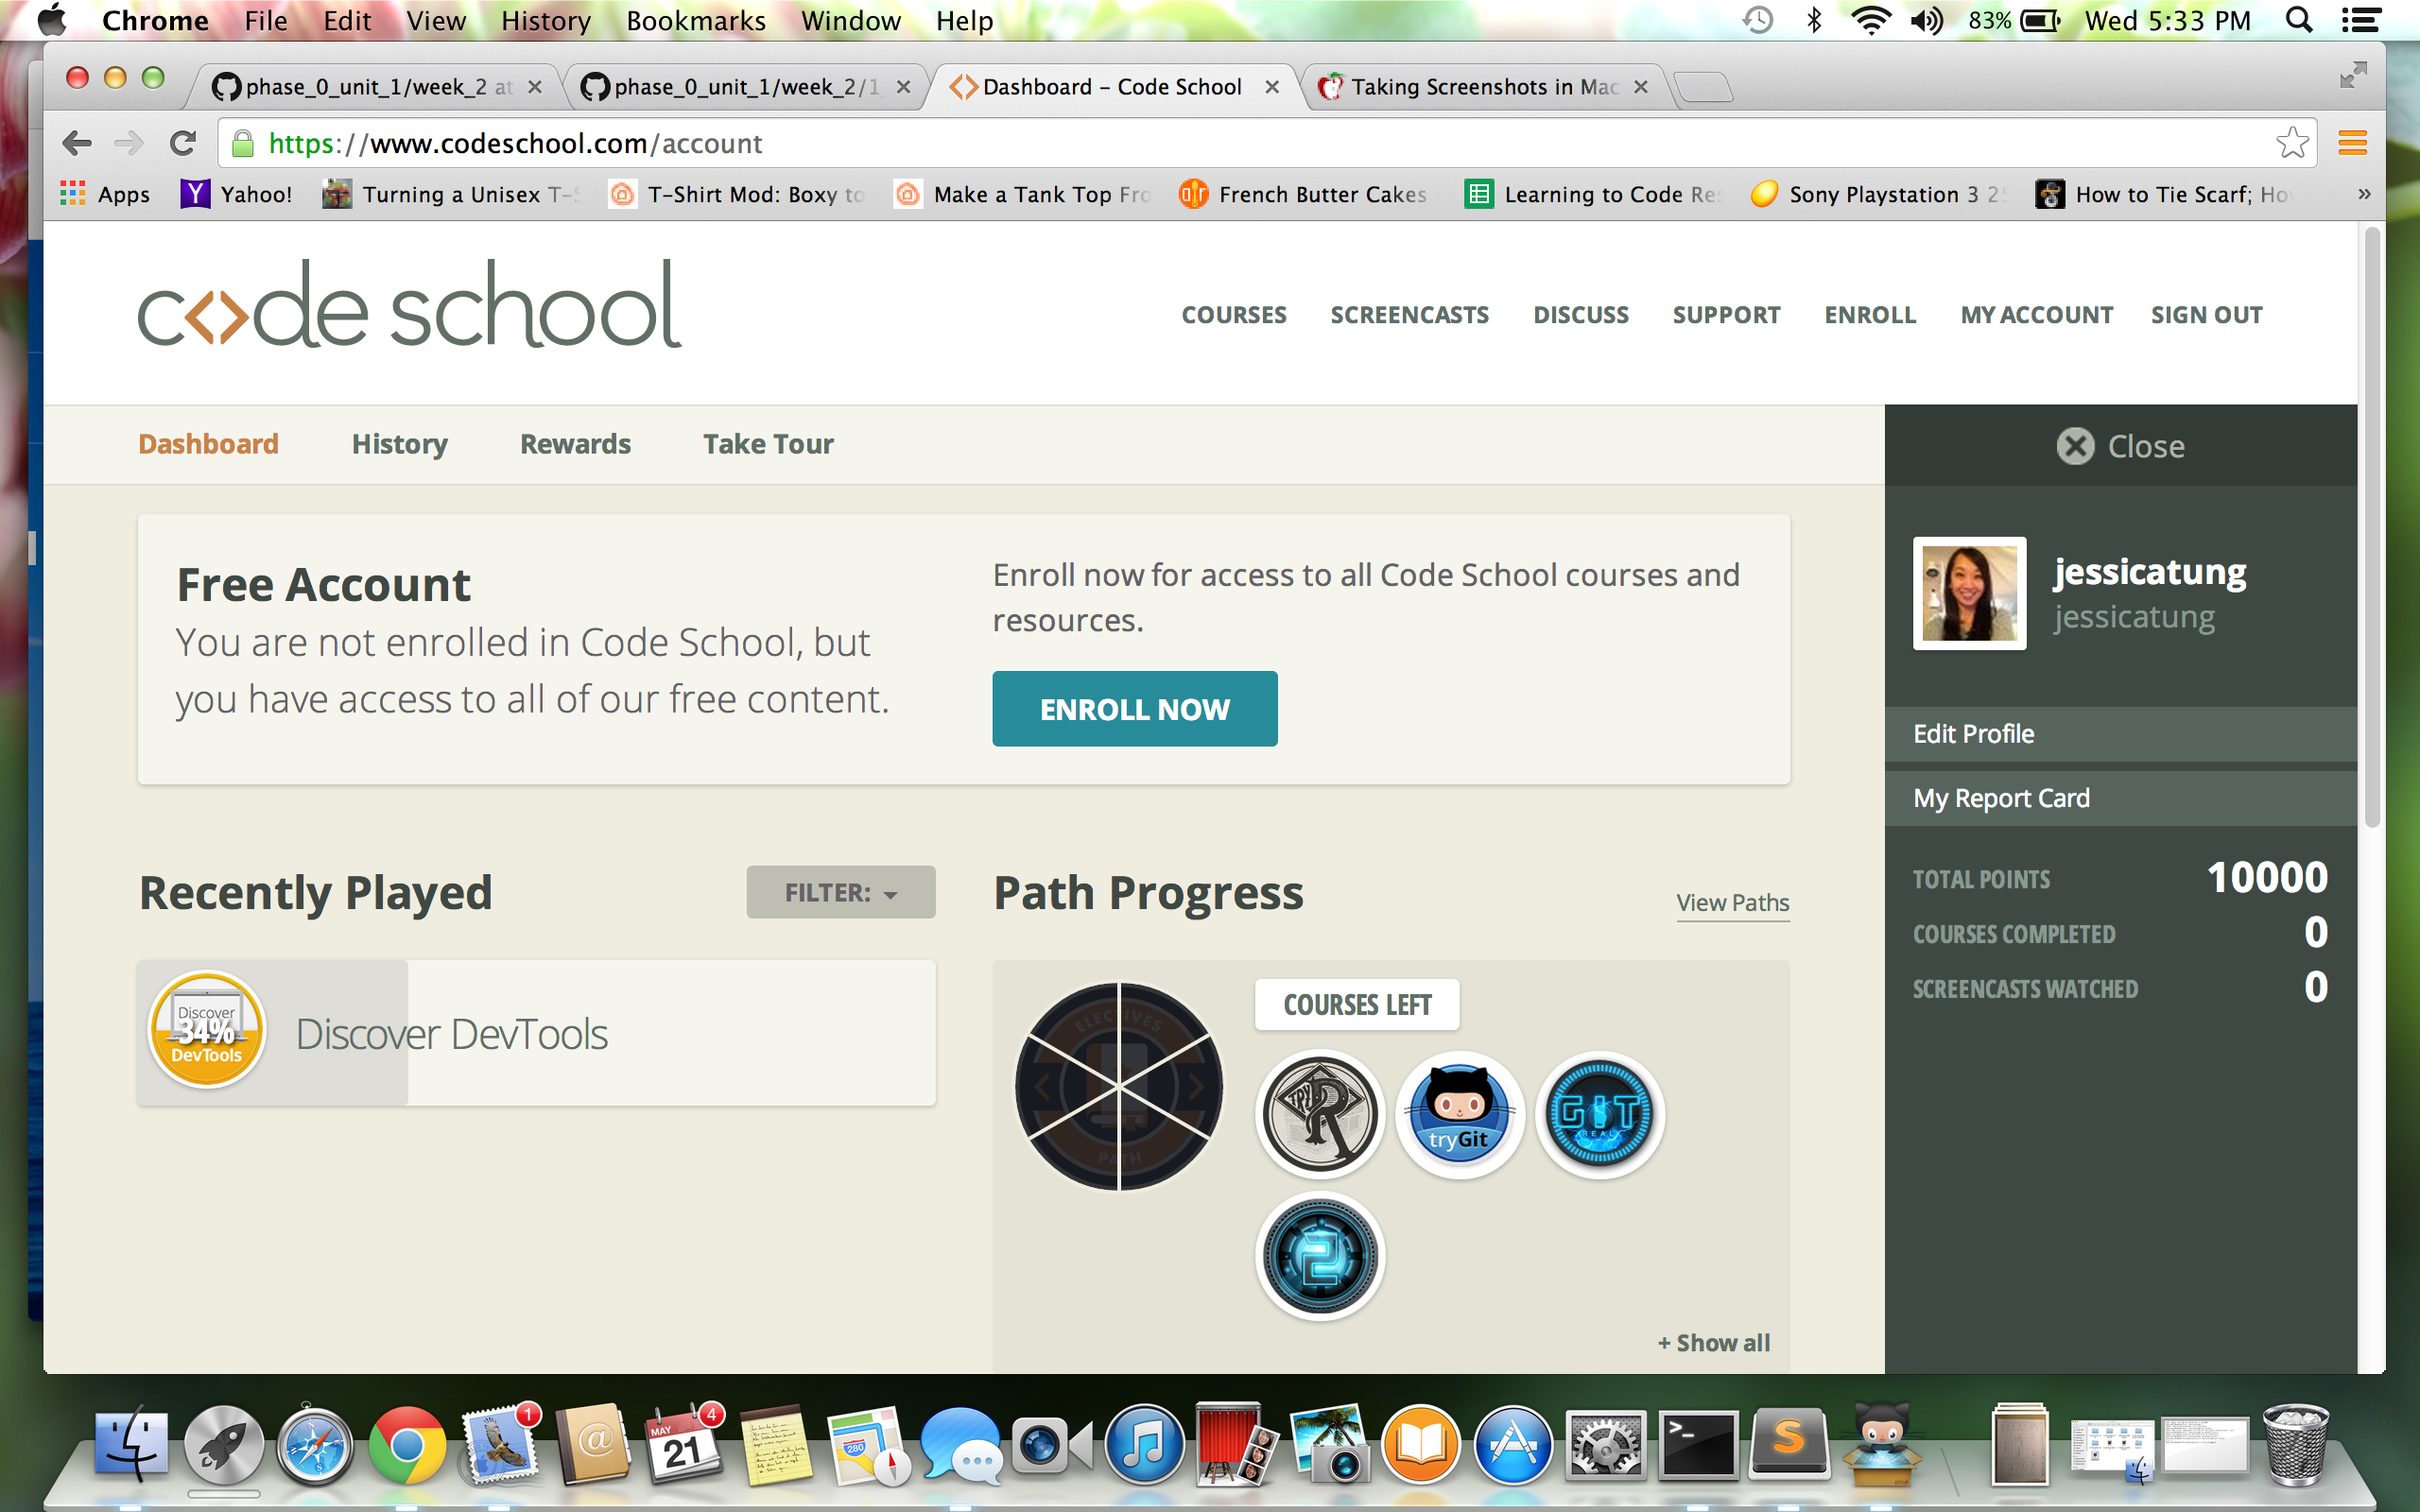 Chrome File Edit View History Bookmarks Window Help 83% Wed 5:33 PM
phase_0_unit_1/week_2 at phase_0_unit_1/week_2/1 Dashboard – Code School Taking Screenshots in Mac
https://www.codeschool.com/account
Apps Yahoo! Turning a Unisex T-S T-Shirt Mod: Boxy to Make a Tank Top Fro French Butter Cakes Learning to Code Res Sony Playstation 3 25 How to Tie Scarf; Ho »
code school
COURSES SCREENCASTS DISCUSS SUPPORT ENROLL MY ACCOUNT SIGN OUT
Dashboard History Rewards Take Tour
Close
Free Account
You are not enrolled in Code School, but
you have access to all of our free content.
Enroll now for access to all Code School courses and
resources.
ENROLL NOW
jessicatung
jessicatung
Edit Profile
My Report Card
TOTAL POINTS 10000
COURSES COMPLETED 0
SCREENCASTS WATCHED 0
Recently Played
FILTER:
Discover
34%
DevTools
Discover DevTools
Path Progress
View Paths
ELECTIVES
PATH
COURSES LEFT
TRY R
tryGit
GIT
REAL
2
+ Show all
1
MAY
21
4
280